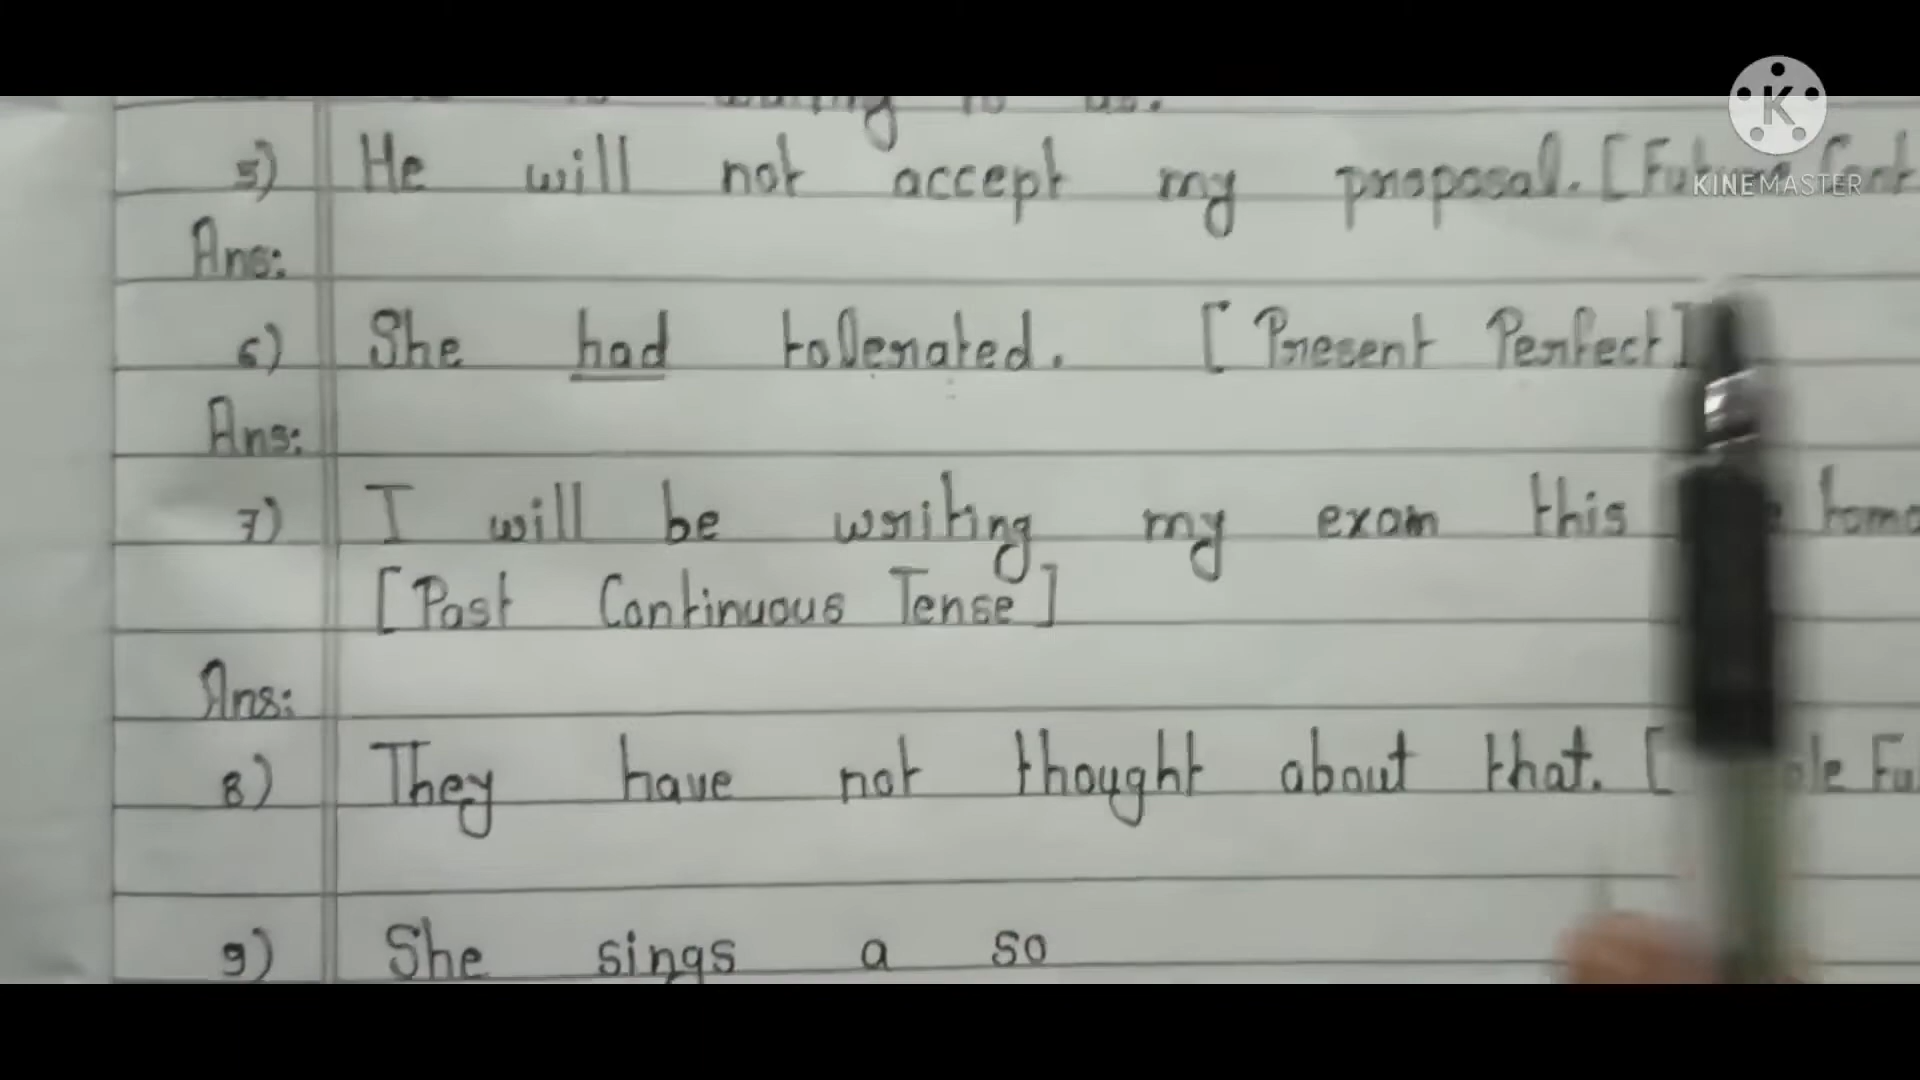 5) He will not accept my proposal. [Future Cont
KINEMASTER
Ans:
6) She had tolerated. [Present Perfect]
Ans:
7) I will be writing my exam this
[Past Continuous Tense]
Ans:
8) They have not thought about that. [
9) She sings a so